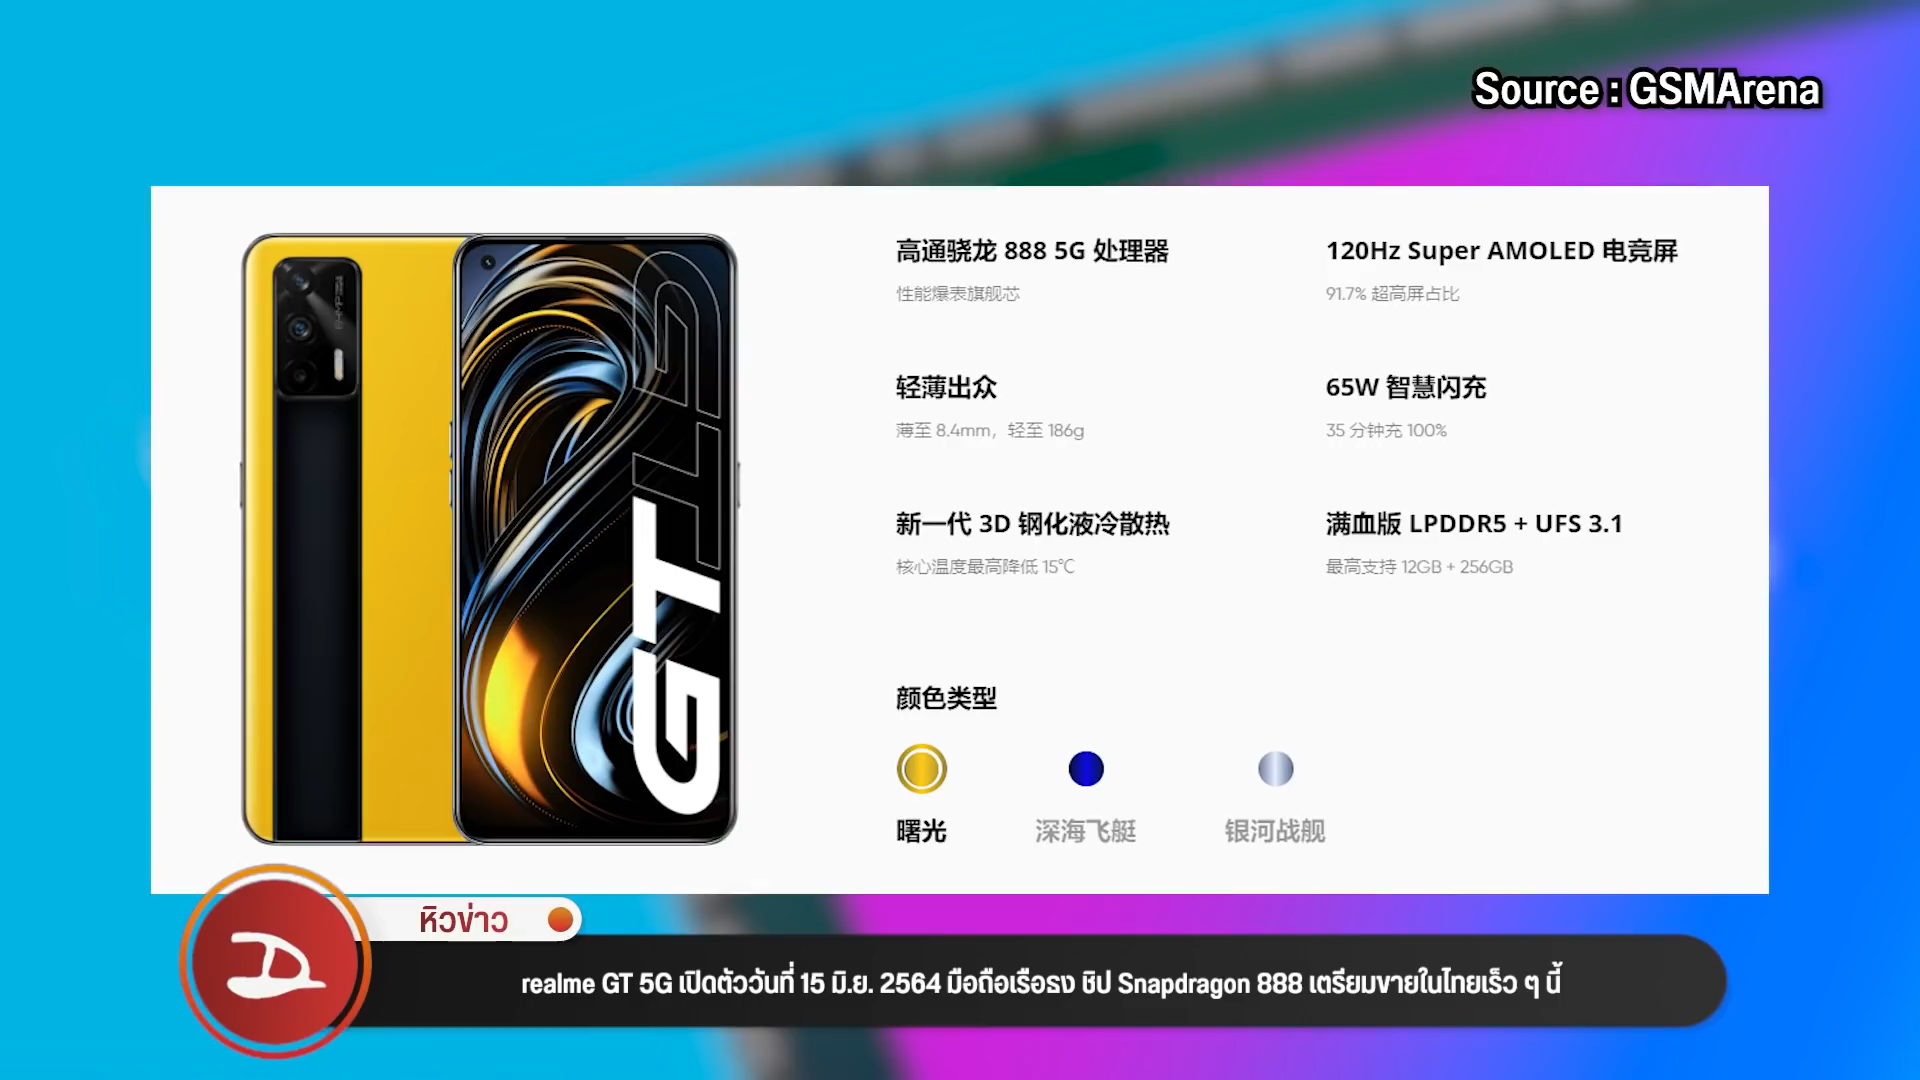 Source : GSMArena
高通骁龙 888 5G 处理器
性能爆表旗舰芯
120Hz Super AMOLED 电竞屏
91.7% 超高屏占比
轻薄出众
薄至 8.4mm，轻至 186g
65W 智慧闪充
35 分钟充 100%
新一代 3D 钢化液冷散热
核心温度最高降低 15℃
满血版 LPDDR5 + UFS 3.1
最高支持 12GB + 256GB
GT
颜色类型
曙光
深海飞艇
银河战舰
หิวข่าว
realme GT 5G เปิดตัววันที่ 15 มิ.ย. 2564 มือถือเรือธง ชิป Snapdragon 888 เตรียมขายในไทยเร็ว ๆ นี้